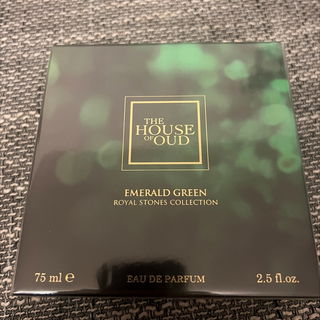 THE
HOUSE
OF OUD
EMERALD GREEN
ROYAL STONES COLLECTION
75 ml ℮ EAU DE PARFUM 2.5 fl.oz.